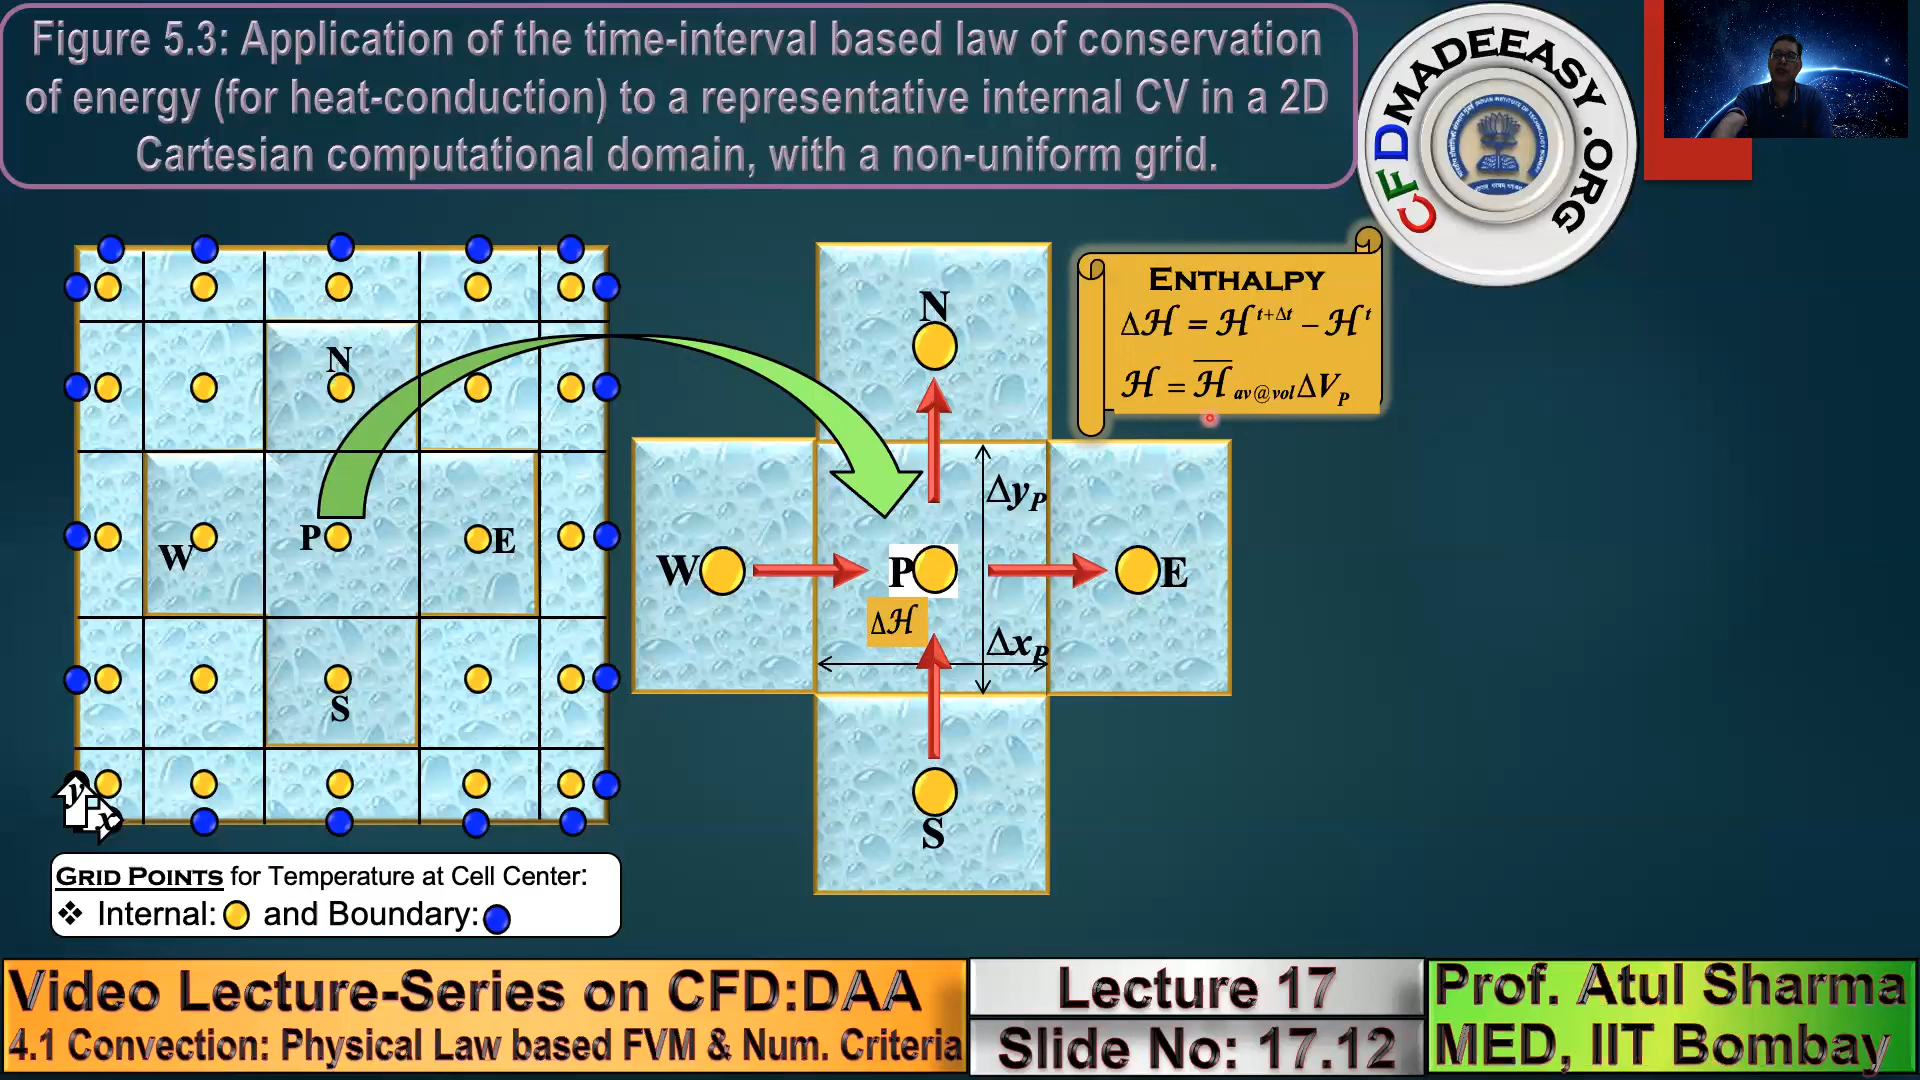 Figure 5.3: Application of the time-interval based law of conservation
of energy (for heat-conduction) to a representative internal CV in a 2D
Cartesian computational domain, with a non-uniform grid.
CFDMADEEASY.ORG
ENTHALPY
Δℋ = ℋ^{t+Δt} − ℋ^t
ℋ = \overline{ℋ}_{av@vol} ΔV_P
N
W
P
E
S
y
x
N
Δy_P
W
P
E
Δℋ
Δx_P
S
GRID POINTS for Temperature at Cell Center:
❖ Internal: and Boundary:
Video Lecture-Series on CFD:DAA
4.1 Convection: Physical Law based FVM & Num. Criteria
Lecture 17
Slide No: 17.12
Prof. Atul Sharma
MED, IIT Bombay